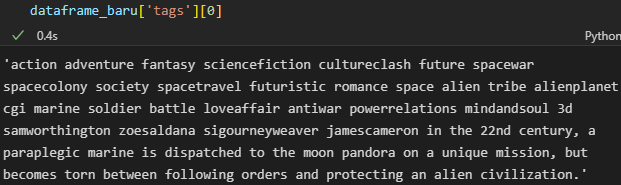 dataframe_baru['tags'][0]
0.4s
Python
'action adventure fantasy sciencefiction cultureclash future spacewar
spacecolony society spacetravel futuristic romance space alien tribe alienplanet
cgi marine soldier battle loveaffair antiwar powerrelations mindandsoul 3d
samworthington zoesaldana sigourneyweaver jamescameron in the 22nd century, a
paraplegic marine is dispatched to the moon pandora on a unique mission, but
becomes torn between following orders and protecting an alien civilization.'